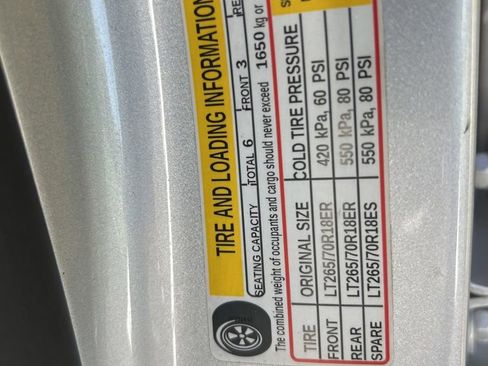 TIRE AND LOADING INFORMATION
SEATING CAPACITY TOTAL 6 FRONT 3 RE
The combined weight of occupants and cargo should never exceed 1650 kg or
TIRE ORIGINAL SIZE COLD TIRE PRESSURE
FRONT LT265/70R18ER 420 kPa, 60 PSI
REAR LT265/70R18ER 550 kPa, 80 PSI
SPARE LT265/70R18ES 550 kPa, 80 PSI